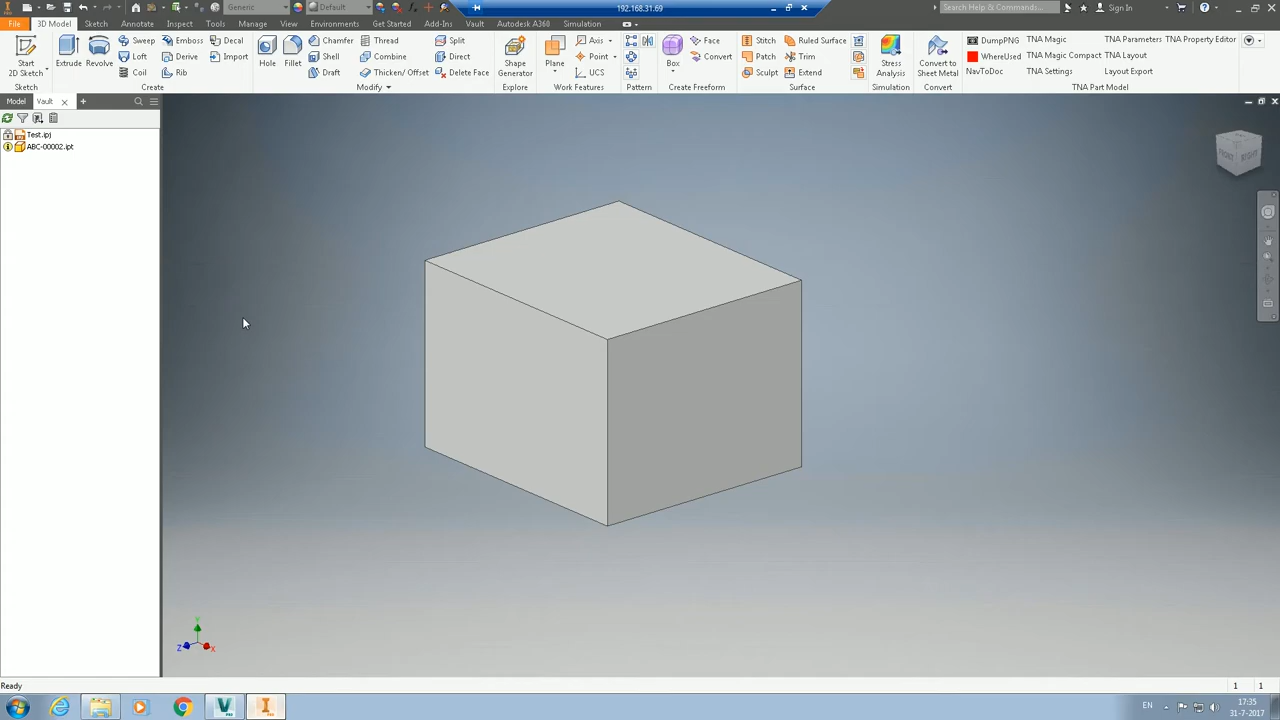 Generic
Default
192.168.31.69
Search Help & Commands...
Sign In
File
3D Model
Sketch
Annotate
Inspect
Tools
Manage
View
Environments
Get Started
Add-Ins
Vault
Autodesk A360
Simulation
Start
2D Sketch
Sketch
Extrude
Revolve
Sweep
Emboss
Decal
Loft
Derive
Import
Coil
Rib
Create
Hole
Fillet
Chamfer
Thread
Split
Shell
Combine
Direct
Draft
Thicken/ Offset
Delete Face
Modify
Shape
Generator
Explore
Plane
Axis
Point
UCS
Work Features
Pattern
Box
Face
Convert
Create Freeform
Stitch
Ruled Surface
Patch
Trim
Sculpt
Extend
Surface
Stress
Analysis
Simulation
Convert to
Sheet Metal
Convert
DumpPNG
TNA Magic
TNA Parameters
TNA Property Editor
WhereUsed
TNA Magic Compact
TNA Layout
NavToDoc
TNA Settings
Layout Export
TNA Part Model
Model
Vault
Test.ipj
ABC-00002.ipt
FRONT
RIGHT
Y
Z
X
Ready
1
1
EN
17:35
31-7-2017